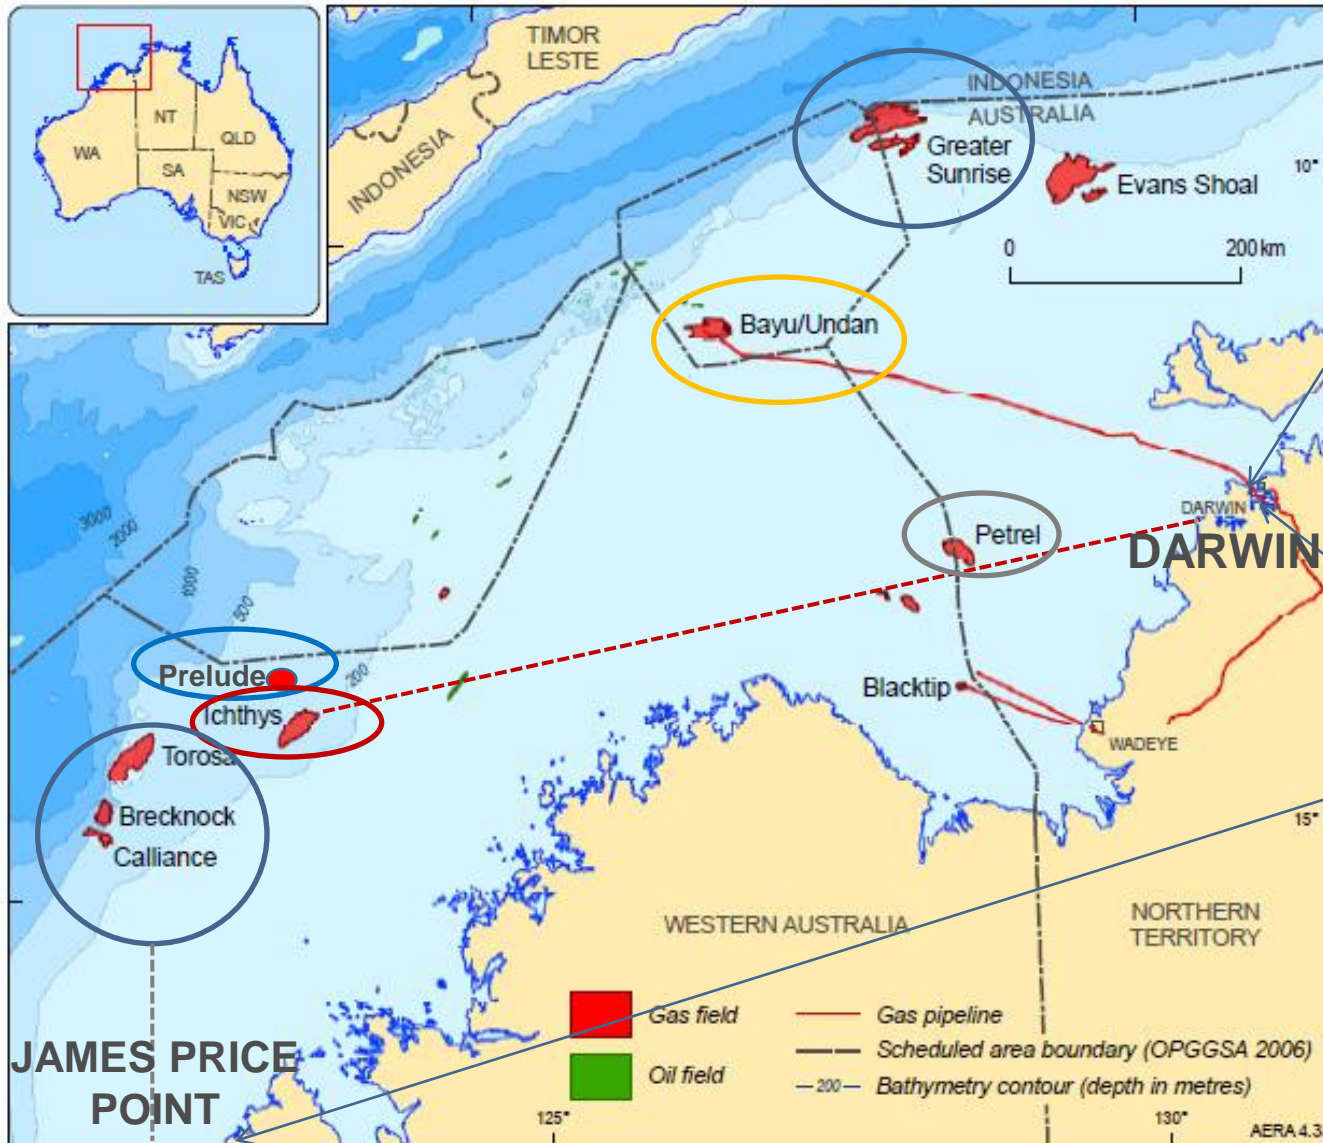 TIMOR
LESTE
INDONESIA
INDONESIA
AUSTRALIA
NT
QLD
WA
SA
NSW
VIC
TAS
Greater
Sunrise
Evans Shoal
10°
0
200 km
Bayu/Undan
3000
2000
1000
500
200
Petrel
DARWIN
DARWIN
Prelude
Ichthys
Torosa
Brecknock
Calliance
Blacktip
WADEYE
15°
WESTERN AUSTRALIA
NORTHERN
TERRITORY
JAMES PRICE
POINT
Gas field
Oil field
Gas pipeline
Scheduled area boundary (OPGGSA 2006)
200
Bathymetry contour (depth in metres)
125°
130°
AERA 4.3